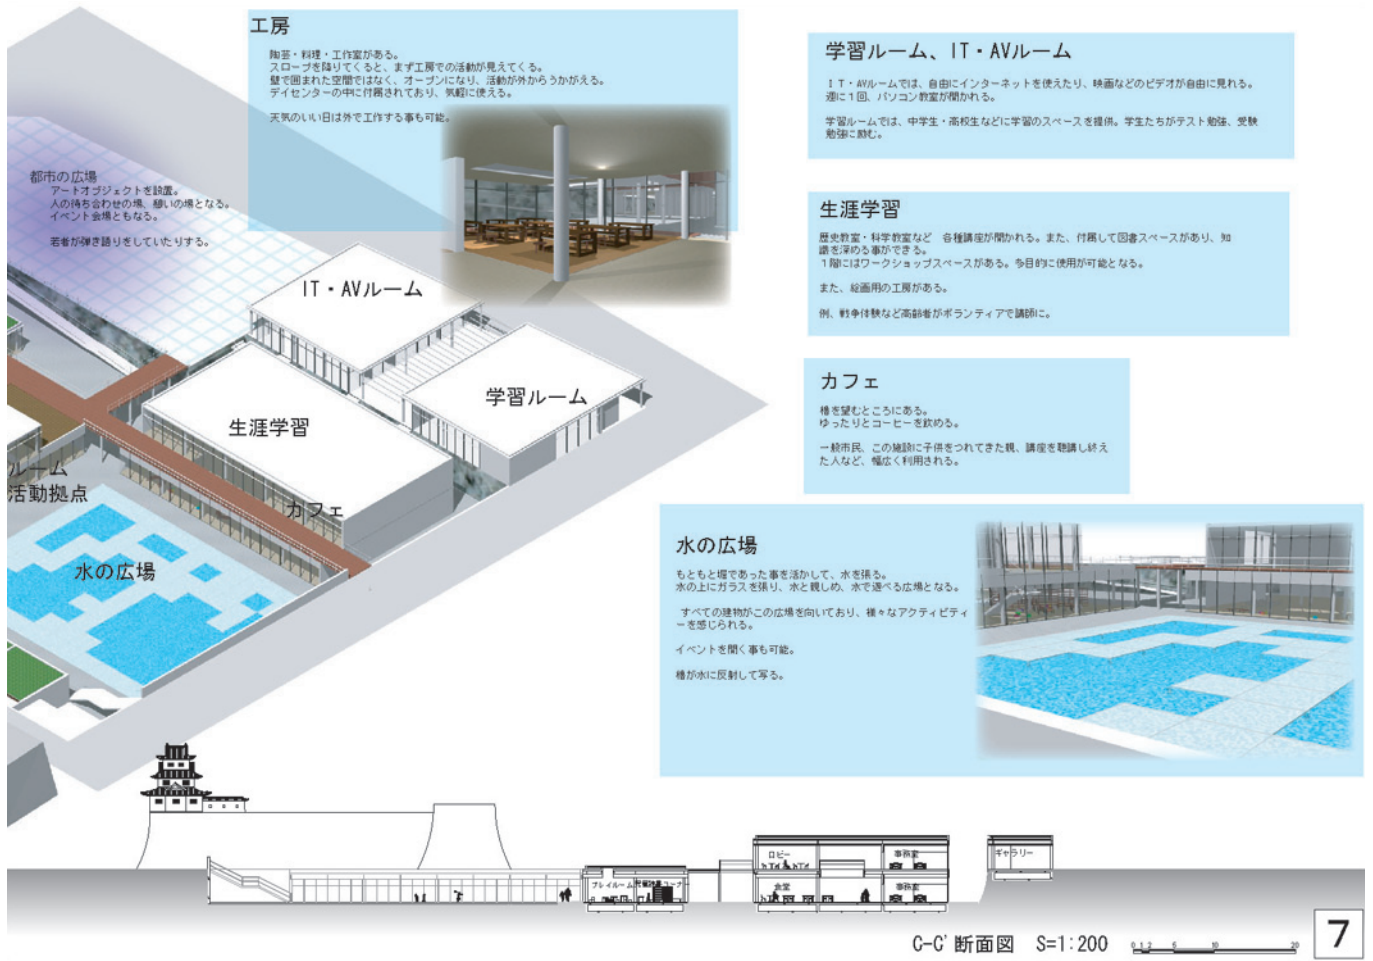 工房
陶芸・料理・工作室がある。
スロープを降りてくると、まず工房での活動が見えてくる。
壁で囲まれた空間ではなく、オープンになり、活動が外からうかがえる。
デイセンターの中に付属されており、気軽に使える。
天気のいい日は外で工作する事も可能。
学習ルーム、IT・AVルーム
IT・AVルームでは、自由にインターネットを使えたり、映画などのビデオが自由に見れる。
週に1回、パソコン教室が開かれる。
学習ルームでは、中学生・高校生などに学習のスペースを提供。学生たちがテスト勉強、受験
勉強に励む。
都市の広場
アートオブジェクトを設置。
人の待ち合わせの場、憩いの場となる。
イベント会場ともなる。
若者が弾き語りをしていたりする。
生涯学習
歴史教室・科学教室など 各種講座が開かれる。また、付属して図書スペースがあり、知
識を深める事ができる。
1階にはワークショップスペースがある。多目的に使用が可能となる。
また、絵画用の工房がある。
例、戦争体験など高齢者がボランティアで講師に。
IT・AVルーム
学習ルーム
生涯学習
カフェ
ルーム
活動拠点
水の広場
カフェ
櫓を望むところにある。
ゆったりとコーヒーを飲める。
一般市民、この施設に子供をつれてきた親、講座を聴講し終え
た人など、幅広く利用される。
水の広場
もともと堀であった事を活かして、水を張る。
水の上にガラスを張り、水と親しめ、水で遊べる広場となる。
すべての建物がこの広場を向いており、様々なアクティビティ
ーを感じられる。
イベントを開く事も可能。
櫓が水に反射して写る。
ロビー
事務室
ギャラリー
プレイルーム
児童図書コーナー
食堂
事務室
C-C' 断面図 S=1:200
0 1 2 5 10 20
7